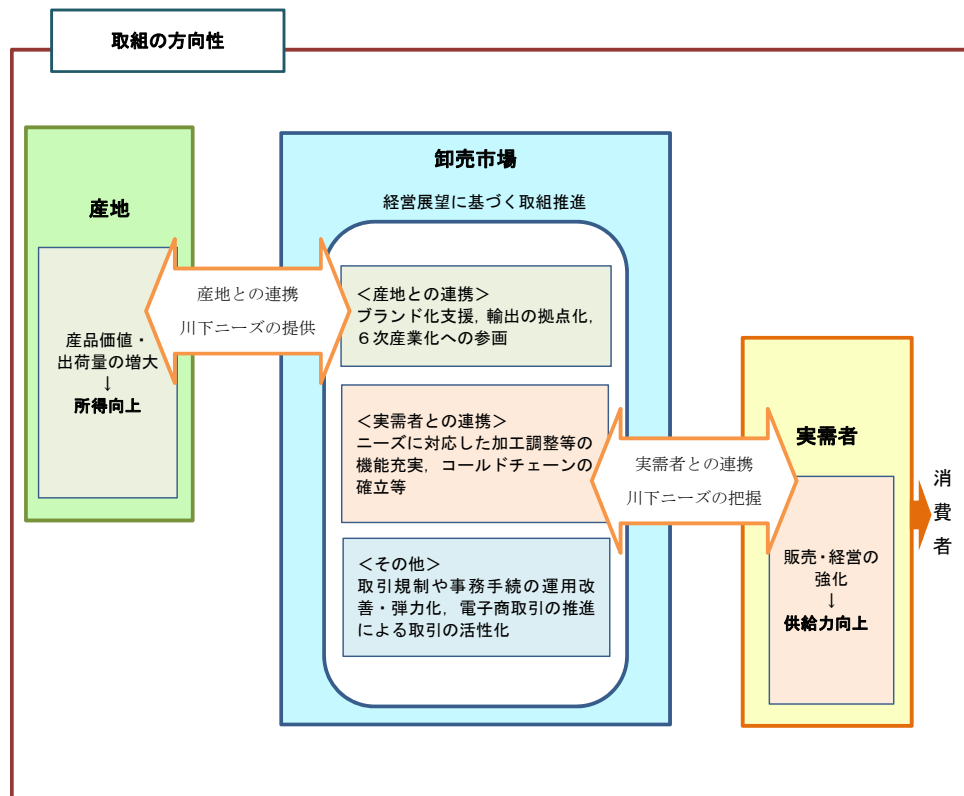 取組の方向性
産地
産品価値・
出荷量の増大
↓
所得向上
産地との連携
川下ニーズの提供
卸売市場
経営展望に基づく取組推進
＜産地との連携＞
ブランド化支援，輸出の拠点化，
６次産業化への参画
＜実需者との連携＞
ニーズに対応した加工調整等の
機能充実，コールドチェーンの
確立等
＜その他＞
取引規制や事務手続の運用改
善・弾力化，電子商取引の推進
による取引の活性化
実需者との連携
川下ニーズの把握
実需者
販売・経営の
強化
↓
供給力向上
消
費
者